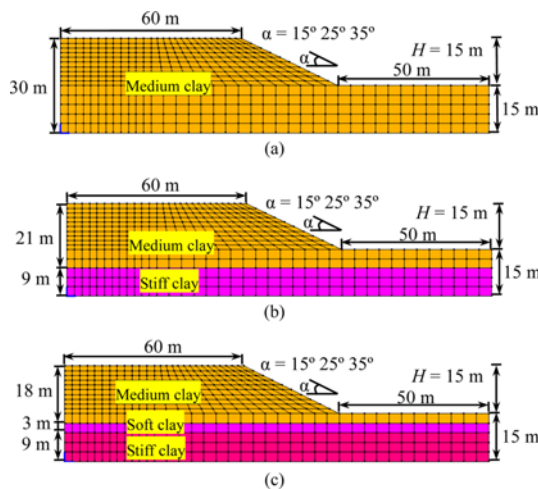 60 m
α = 15º 25º 35º
H = 15 m
α
50 m
30 m
Medium clay
15 m
(a)
60 m
α = 15º 25º 35º
H = 15 m
α
50 m
21 m
Medium clay
9 m
Stiff clay
15 m
(b)
60 m
α = 15º 25º 35º
H = 15 m
α
50 m
18 m
Medium clay
3 m
Soft clay
9 m
Stiff clay
15 m
(c)